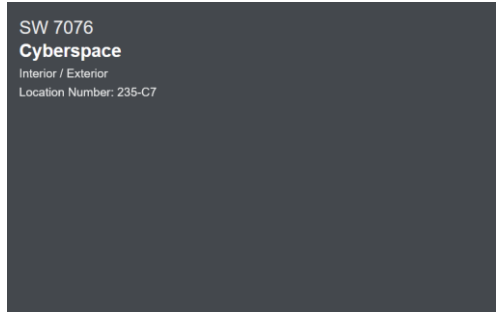 SW 7076
Cyberspace
Interior / Exterior
Location Number: 235-C7